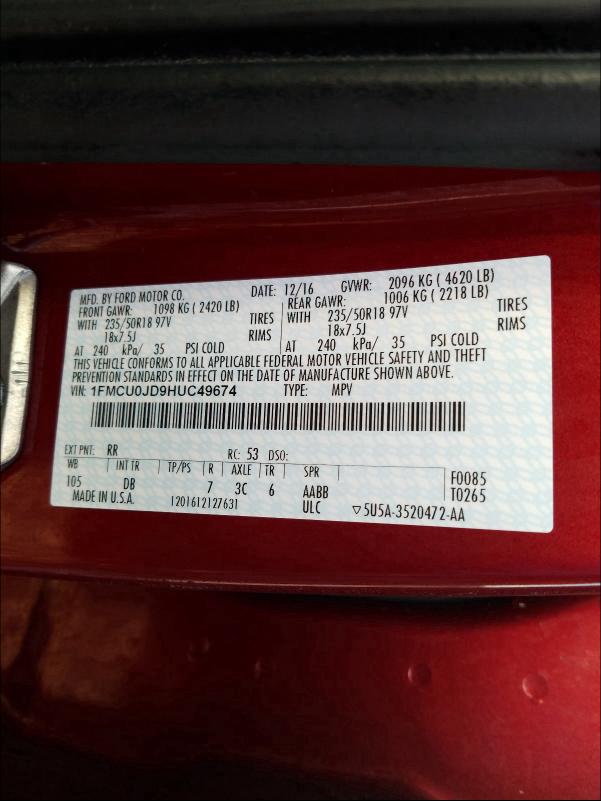 MFD. BY FORD MOTOR CO. DATE: 12/16 GVWR: 2096 KG ( 4620 LB)
FRONT GAWR: 1098 KG ( 2420 LB) REAR GAWR: 1006 KG ( 2218 LB)
WITH 235/50R18 97V TIRES WITH 235/50R18 97V TIRES
18x7.5J RIMS 18x7.5J RIMS
AT 240 kPa/ 35 PSI COLD AT 240 kPa/ 35 PSI COLD
THIS VEHICLE CONFORMS TO ALL APPLICABLE FEDERAL MOTOR VEHICLE SAFETY AND THEFT
PREVENTION STANDARDS IN EFFECT ON THE DATE OF MANUFACTURE SHOWN ABOVE.
VIN: 1FMCU0JD9HUC49674 TYPE: MPV
EXT PNT: RR RC: 53 DSO:
WB INT TR TP/PS R AXLE TR SPR F0085
105 DB 7 3C 6 AABB T0265
MADE IN U.S.A. 1201612127631 ULC ▽5U5A-3520472-AA